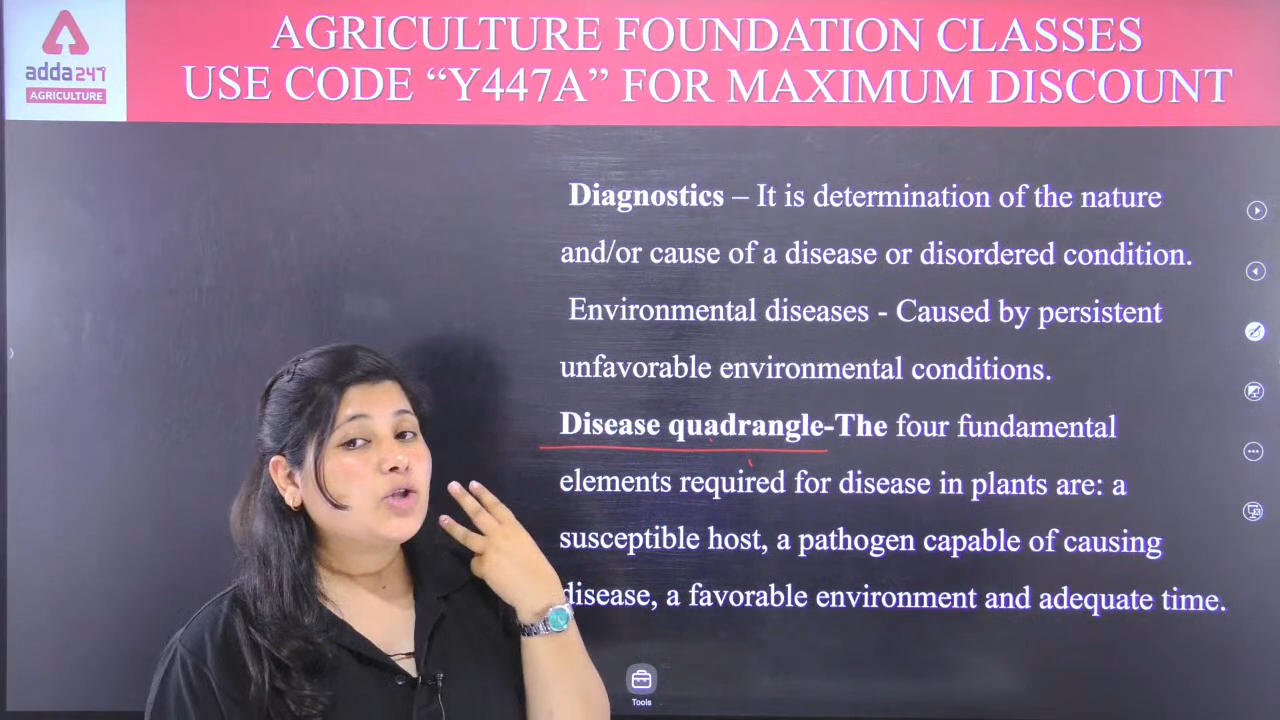 AGRICULTURE FOUNDATION CLASSES
USE CODE “Y447A” FOR MAXIMUM DISCOUNT
adda247
AGRICULTURE
Diagnostics – It is determination of the nature
and/or cause of a disease or disordered condition.
Environmental diseases - Caused by persistent
unfavorable environmental conditions.
Disease quadrangle-The four fundamental
elements required for disease in plants are: a
susceptible host, a pathogen capable of causing
disease, a favorable environment and adequate time.
Tools